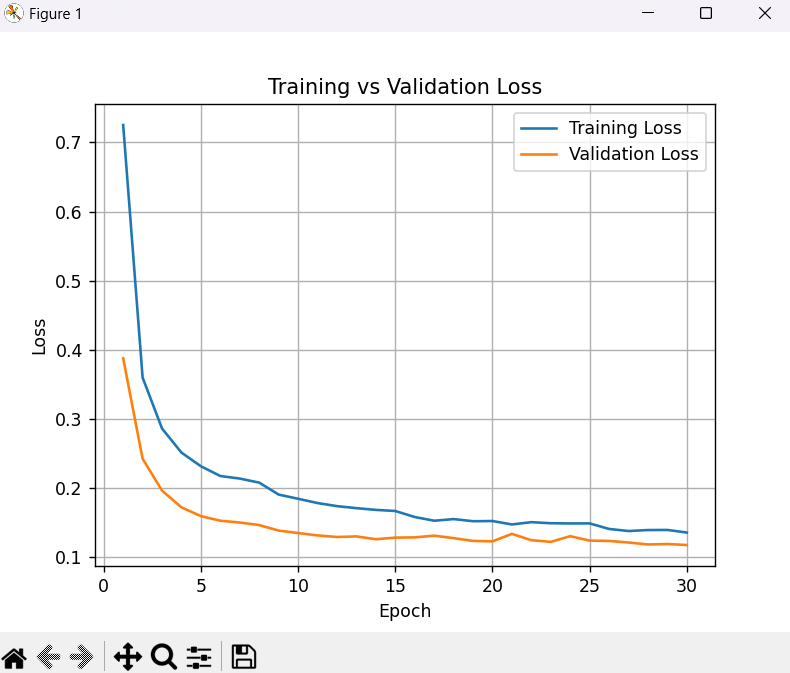 Figure 1
Training vs Validation Loss
Training Loss
Validation Loss
0.7
0.6
0.5
0.4
0.3
0.2
0.1
Loss
0 5 10 15 20 25 30
Epoch